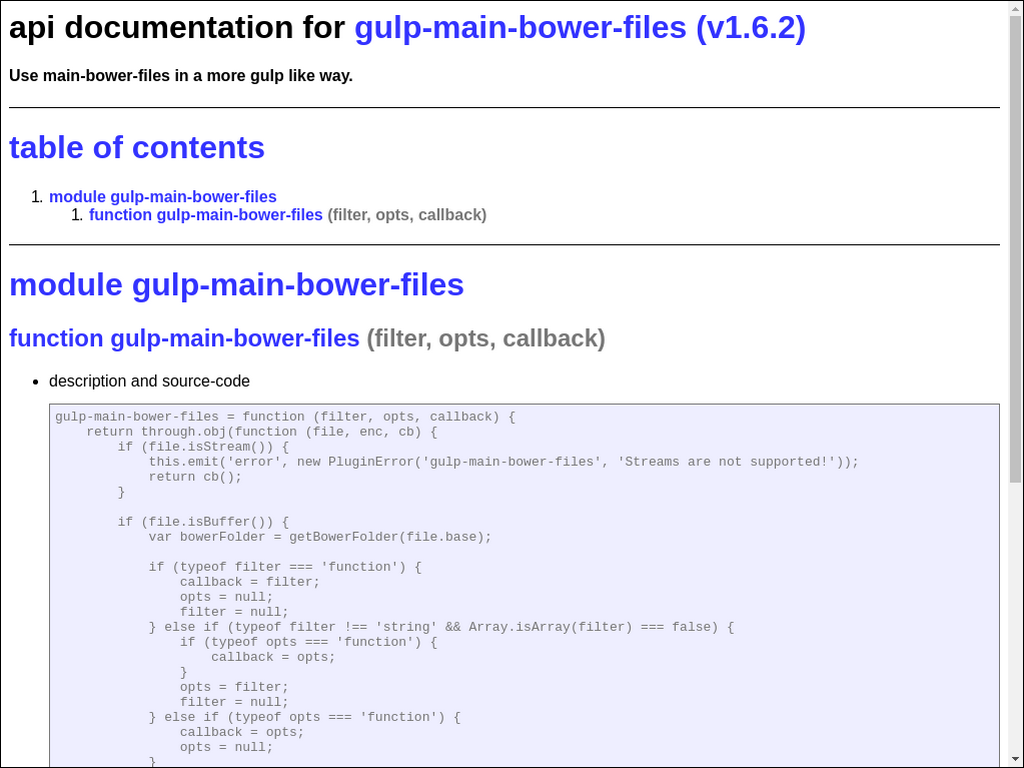 api documentation for gulp-main-bower-files (v1.6.2)
Use main-bower-files in a more gulp like way.
table of contents
1. module gulp-main-bower-files
1. function gulp-main-bower-files (filter, opts, callback)
module gulp-main-bower-files
function gulp-main-bower-files (filter, opts, callback)
• description and source-code
gulp-main-bower-files = function (filter, opts, callback) {
    return through.obj(function (file, enc, cb) {
        if (file.isStream()) {
            this.emit('error', new PluginError('gulp-main-bower-files', 'Streams are not supported!'));
            return cb();
        }
        if (file.isBuffer()) {
            var bowerFolder = getBowerFolder(file.base);
            if (typeof filter === 'function') {
                callback = filter;
                opts = null;
                filter = null;
            } else if (typeof filter !== 'string' && Array.isArray(filter) === false) {
                if (typeof opts === 'function') {
                    callback = opts;
                }
                opts = filter;
                filter = null;
            } else if (typeof opts === 'function') {
                callback = opts;
                opts = null;
            }